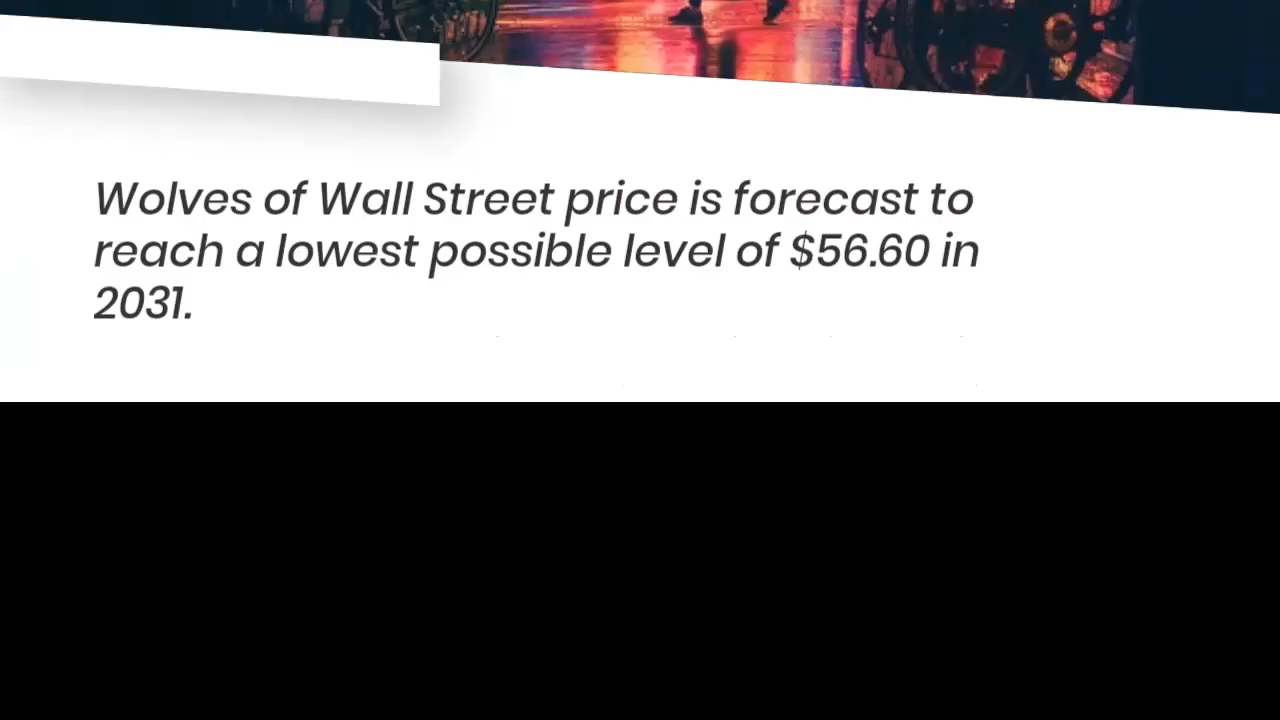 Wolves of Wall Street price is forecast to
reach a lowest possible level of $56.60 in
2031.